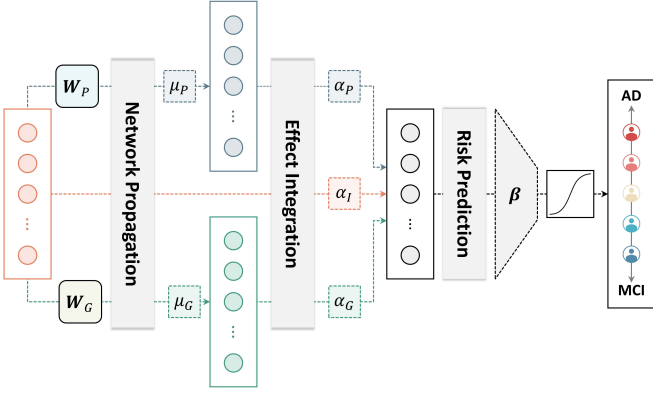 W_P
Network Propagation
μ_P
...
Effect Integration
α_P
...
α_I
...
Risk Prediction
β
AD
MCI
W_G
μ_G
...
α_G